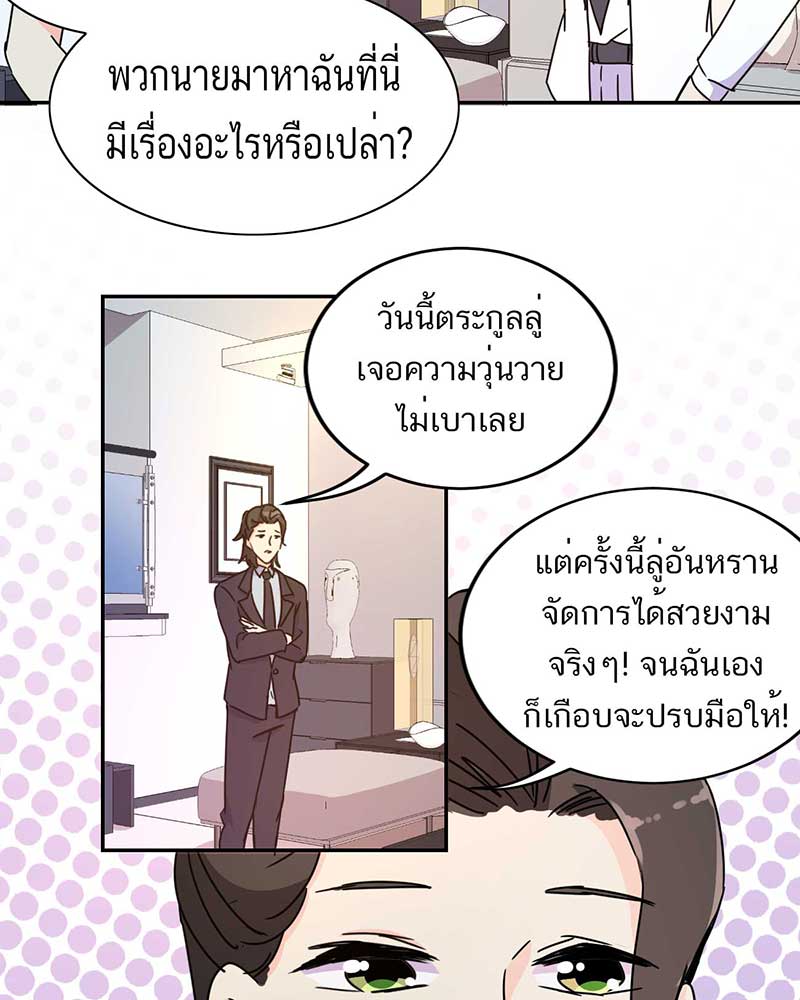 พวกนายมาหาฉันที่นี่
มีเรื่องอะไรหรือเปล่า?
วันนี้ตระกูลลู่
เจอความวุ่นวาย
ไม่เบาเลย
แต่ครั้งนี้ลู่อันหราน
จัดการได้สวยงาม
จริงๆ! จนฉันเอง
ก็เกือบจะปรบมือให้!